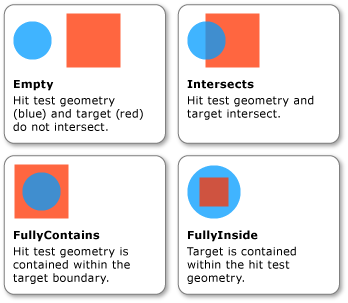 Empty
Hit test geometry
(blue) and target (red)
do not intersect.
Intersects
Hit test geometry and
target intersect.
FullyContains
Hit test geometry is
contained within the
target boundary.
FullyInside
Target is contained
within the hit test
geometry.